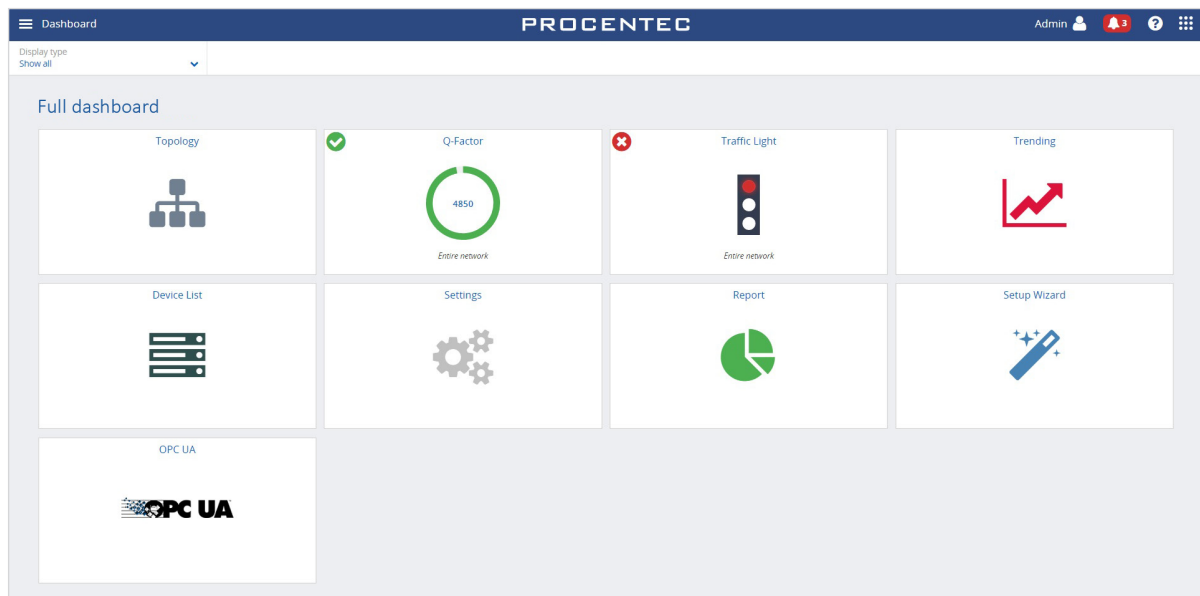 Dashboard
PROCENTEC
Admin
3
?
Display type
Show all
Full dashboard
Topology
Q-Factor
Traffic Light
Trending
4850
Entire network
Entire network
Device List
Settings
Report
Setup Wizard
OPC UA
OPC UA